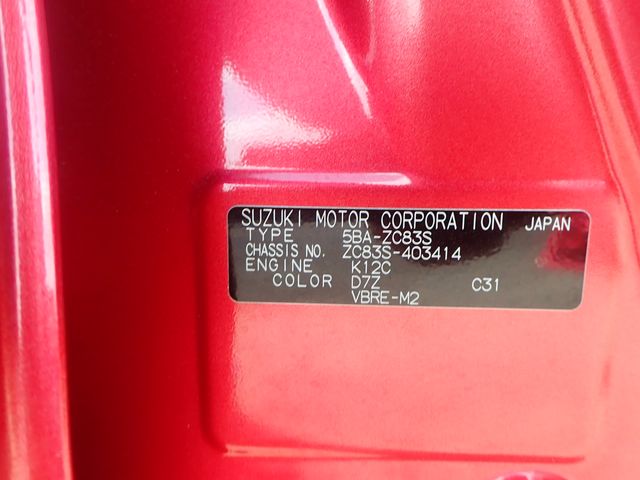 SUZUKI MOTOR CORPORATION JAPAN
TYPE 5BA-ZC83S
CHASSIS NO. ZC83S-403414
ENGINE K12C
COLOR D7Z C31
VBRE-M2